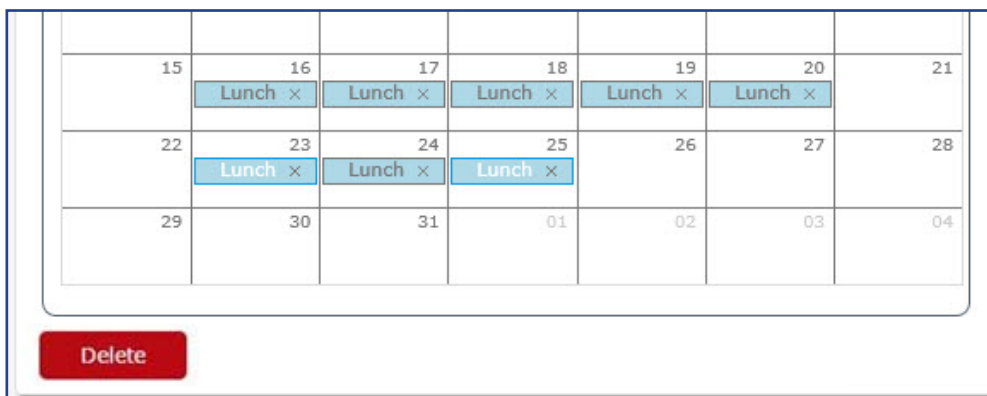 15 16 17 18 19 20 21
Lunch × Lunch × Lunch × Lunch × Lunch ×
22 23 24 25 26 27 28
Lunch × Lunch × Lunch ×
29 30 31 01 02 03 04
Delete